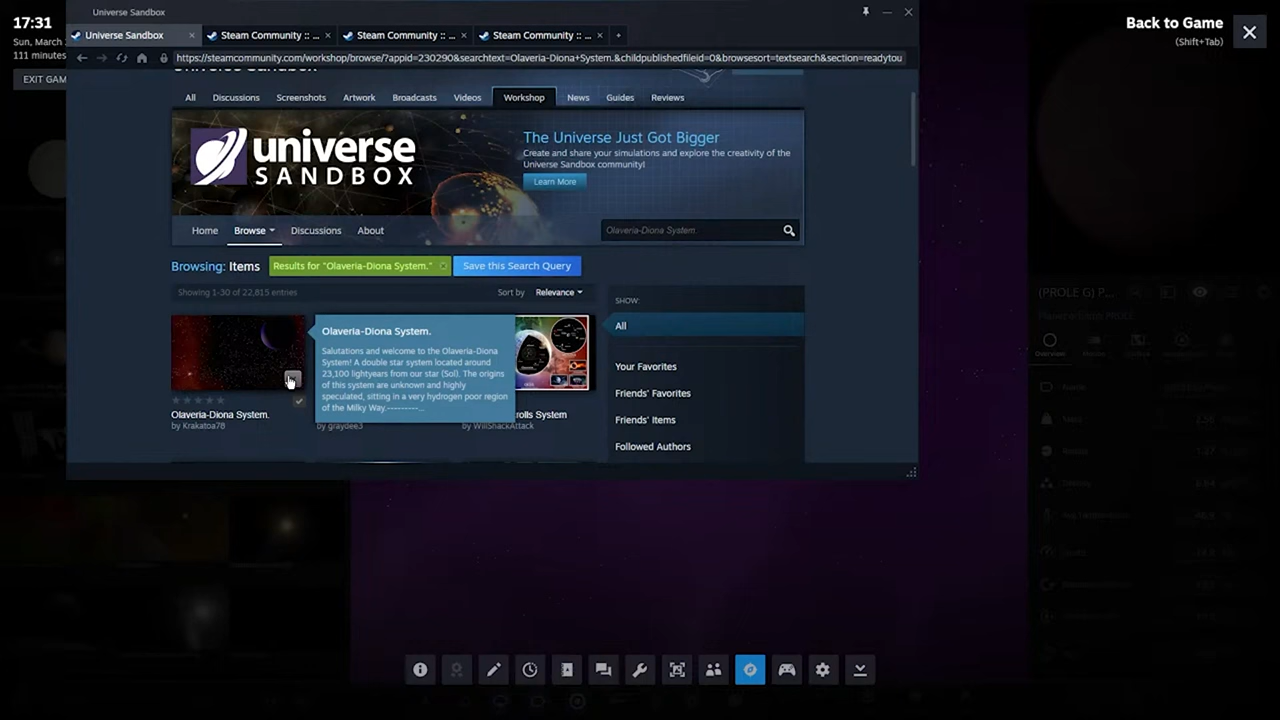 17:31
Sun, March
111 minutes
EXIT GAM
Universe Sandbox
Back to Game
(Shift+Tab)
Universe Sandbox
Steam Community :: ...
Steam Community :: ...
Steam Community :: ...
https://steamcommunity.com/workshop/browse/?appid=230290&searchtext=Olaveria-Diona+System.&childpublishedfileid=0&browsesort=textsearch&section=readytou
Universe Sandbox
All Discussions Screenshots Artwork Broadcasts Videos Workshop News Guides Reviews
universe
SANDBOX
The Universe Just Got Bigger
Create and share your simulations and explore the creativity of the
Universe Sandbox community!
Learn More
Home Browse Discussions About
Olaveria-Diona System.
Browsing: Items
Results for "Olaveria-Diona System."
Save this Search Query
Showing 1-30 of 22,815 entries
Sort by Relevance
SHOW:
All
Your Favorites
Friends' Favorites
Friends' Items
Followed Authors
Olaveria-Diona System.
Salutations and welcome to the Olaveria-Diona
System! A double star system located around
23,100 lightyears from our star (Sol). The origins
of this system are unknown and highly
speculated, sitting in a very hydrogen poor region
of the Milky Way.---------...
Olaveria-Diona System.
by Krakatoa78
by graydee3
rolls System
by WillShackAttack
(PROLE G) P...
Overview